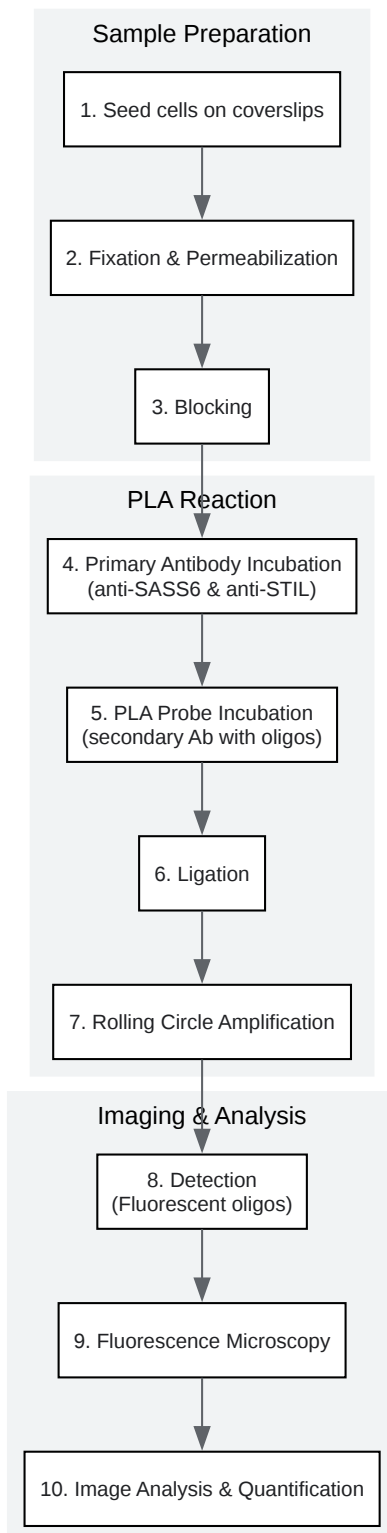 Sample Preparation
1. Seed cells on coverslips
2. Fixation & Permeabilization
3. Blocking
PLA Reaction
4. Primary Antibody Incubation
(anti-SASS6 & anti-STIL)
5. PLA Probe Incubation
(secondary Ab with oligos)
6. Ligation
7. Rolling Circle Amplification
Imaging & Analysis
8. Detection
(Fluorescent oligos)
9. Fluorescence Microscopy
10. Image Analysis & Quantification